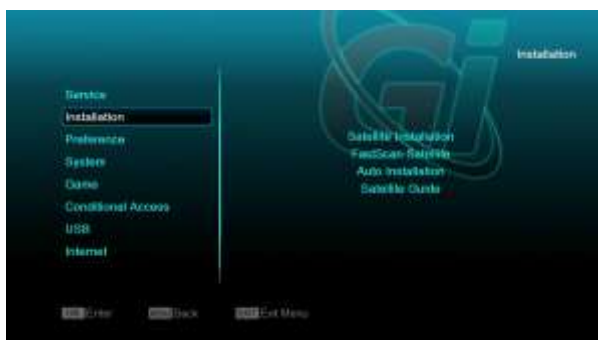 Installation
Service
Installation
Preference
System
Game
Conditional Access
USB
Internet
Satellite Installation
FastScan Satellite
Auto Installation
Satellite Guide
Enter
Back
EXIT Exit Menu